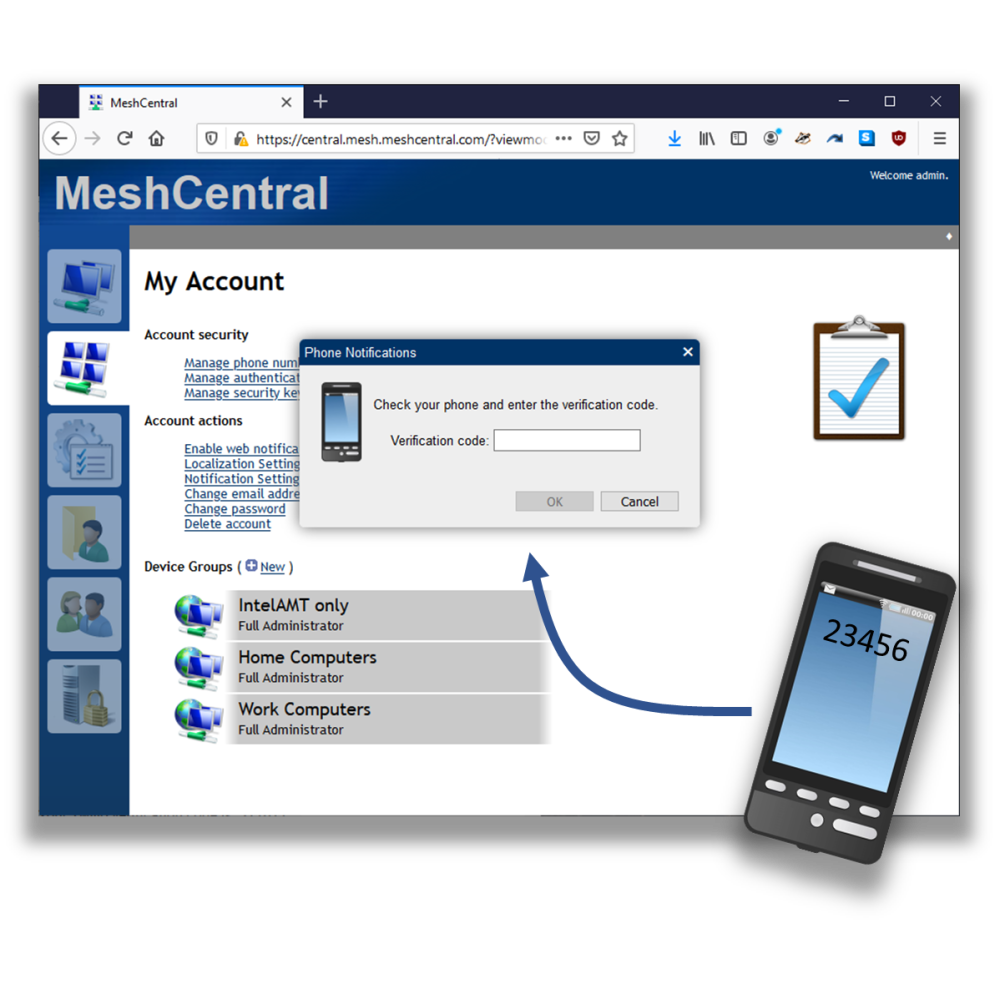 MeshCentral
https://central.mesh.meshcentral.com/?viewmo
Welcome admin.
MeshCentral
My Account
Account security
Manage phone num
Manage authenticat
Manage security ke
Account actions
Enable web notifica
Localization Setting
Notification Setting
Change email addre
Change password
Delete account
Phone Notifications
Check your phone and enter the verification code.
Verification code:
OK Cancel
Device Groups ( New )
IntelAMT only
Full Administrator
Home Computers
Full Administrator
Work Computers
Full Administrator
00:00
23456